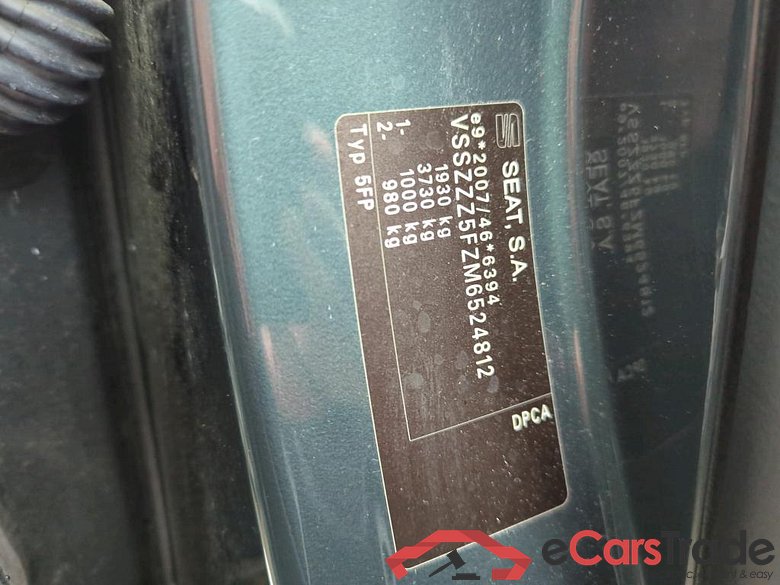 SEAT, S.A.
e9*2007/46*6394
VSSZZZ5FZM6524812
1930 kg
3730 kg
1- 1000 kg
2- 980 kg
Typ 5FP
DPCA
eCarsTrade
& easy